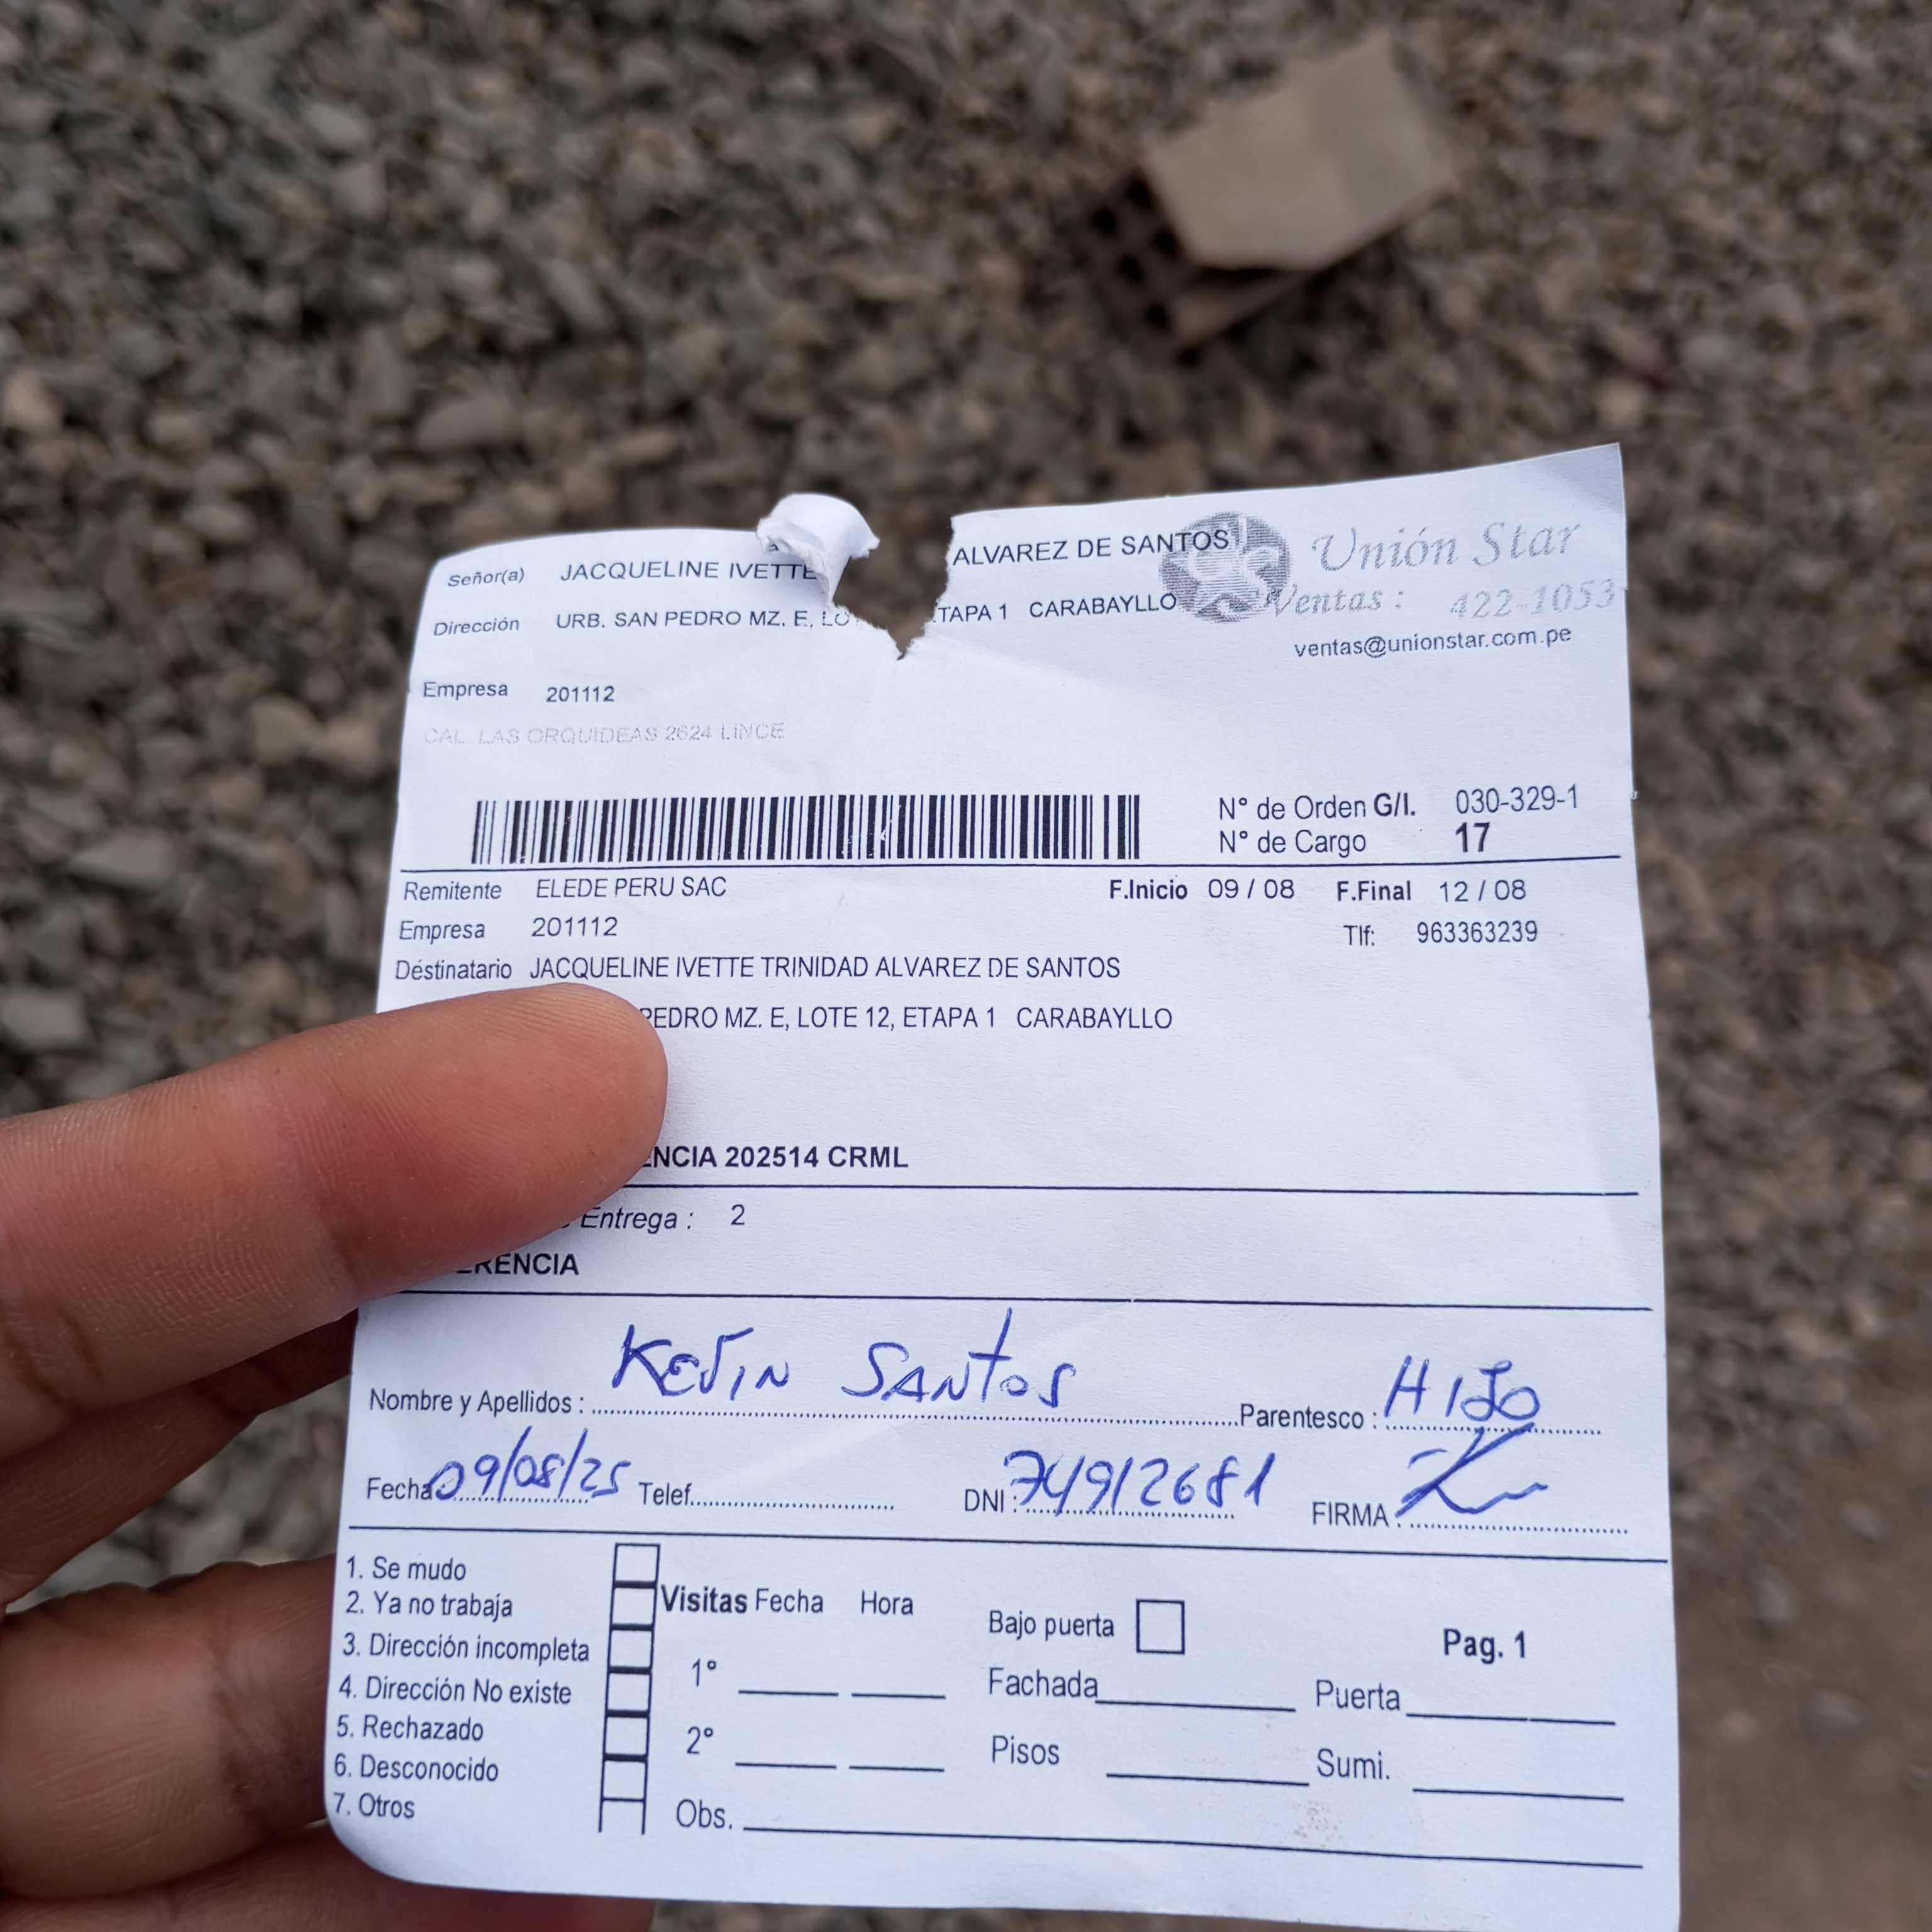 Señor(a) JACQUELINE IVETTE ALVAREZ DE SANTOS
Unión Star
Dirección URB. SAN PEDRO MZ. E, TAPA 1 CARABAYLLO
Ventas : 422-1053
ventas@unionstar.com.pe
Empresa 201112
CAL. LAS ORQUIDEAS 2624 LINCE
N° de Orden G/I. 030-329-1
N° de Cargo 17
Remitente ELEDE PERU SAC F.Inicio 09 / 08 F.Final 12 / 08
Empresa 201112 Tlf: 963363239
Destinatario JACQUELINE IVETTE TRINIDAD ALVAREZ DE SANTOS
PEDRO MZ. E, LOTE 12, ETAPA 1 CARABAYLLO
ENCIA 202514 CRML
Entrega : 2
ERENCIA
Nombre y Apellidos : KEVIN SANTOS Parentesco : HIJO
Fecha 09/08/25 Telef. DNI : 74912681 FIRMA :
1. Se mudo
2. Ya no trabaja
3. Dirección incompleta
4. Dirección No existe
5. Rechazado
6. Desconocido
7. Otros
Visitas Fecha Hora
1°
2°
Obs.
Bajo puerta
Pag. 1
Fachada Puerta
Pisos Sumi.